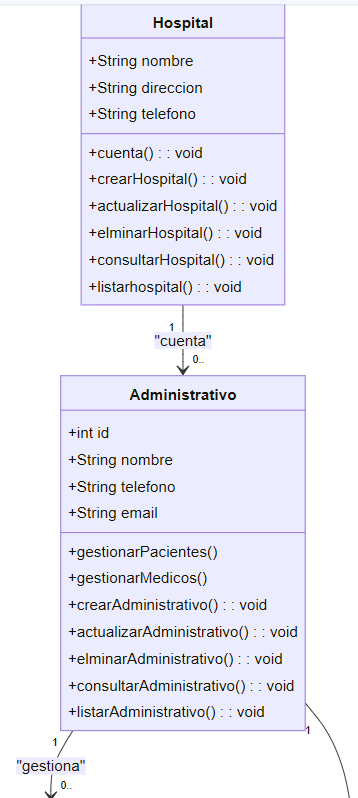 Hospital
+String nombre
+String direccion
+String telefono
+cuenta() : : void
+crearHospital() : : void
+actualizarHospital() : : void
+elminarHospital() : : void
+consultarHospital() : : void
+listarhospital() : : void
1
"cuenta"
0..
Administrativo
+int id
+String nombre
+String telefono
+String email
+gestionarPacientes()
+gestionarMedicos()
+crearAdministrativo() : : void
+actualizarAdministrativo() : : void
+elminarAdministrativo() : : void
+consultarAdministrativo() : : void
+listarAdministrativo() : : void
1
1
"gestiona"
0..